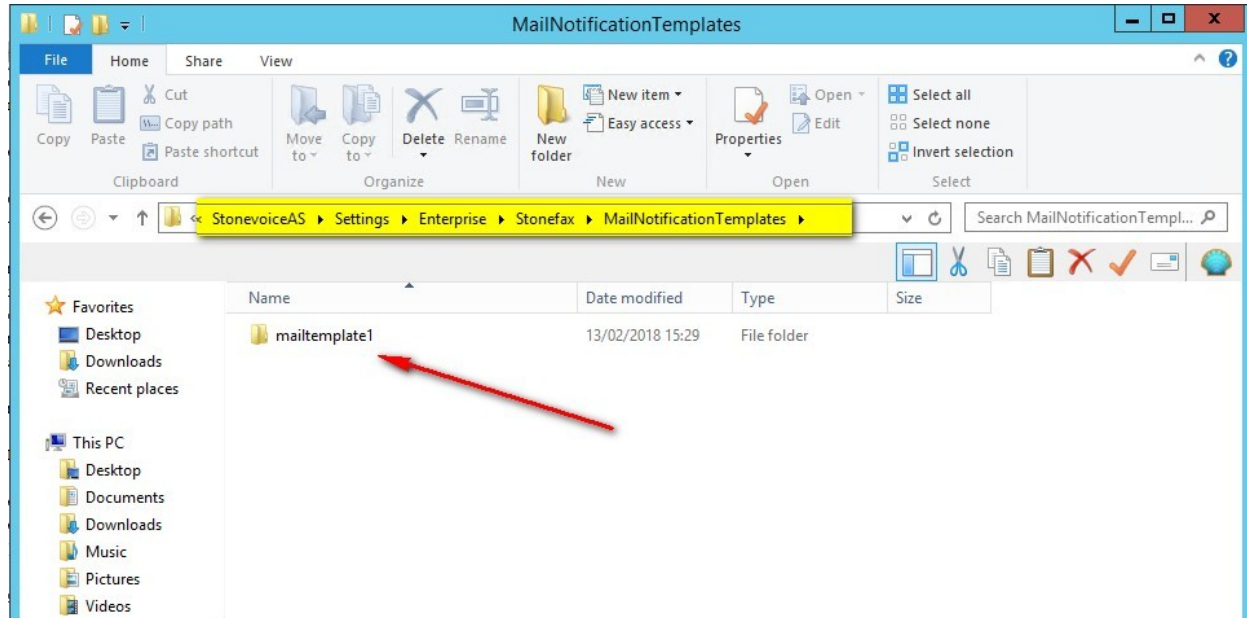 MailNotificationTemplates
File Home Share View
Copy
Paste
Cut
Copy path
Paste shortcut
Clipboard
Move to
Copy to
Delete
Rename
Organize
New folder
New item
Easy access
New
Properties
Open
Edit
Open
Select all
Select none
Invert selection
Select
« StonevoiceAS Settings Enterprise Stonefax MailNotificationTemplates
Search MailNotificationTempl...
Name Date modified Type Size
mailtemplate1 13/02/2018 15:29 File folder
Favorites
Desktop
Downloads
Recent places
This PC
Desktop
Documents
Downloads
Music
Pictures
Videos